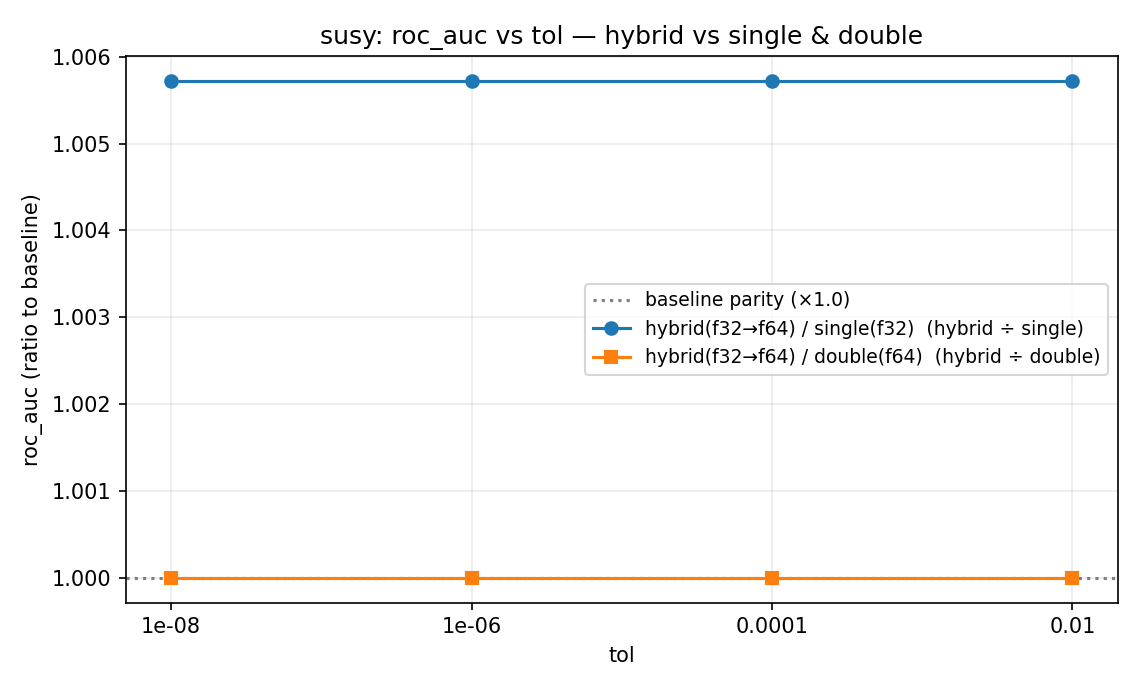 susy: roc_auc vs tol — hybrid vs single & double
roc_auc (ratio to baseline)
1.006
1.005
1.004
1.003
1.002
1.001
1.000
baseline parity (×1.0)
hybrid(f32→f64) / single(f32)  (hybrid ÷ single)
hybrid(f32→f64) / double(f64)  (hybrid ÷ double)
1e-08
1e-06
0.0001
0.01
tol